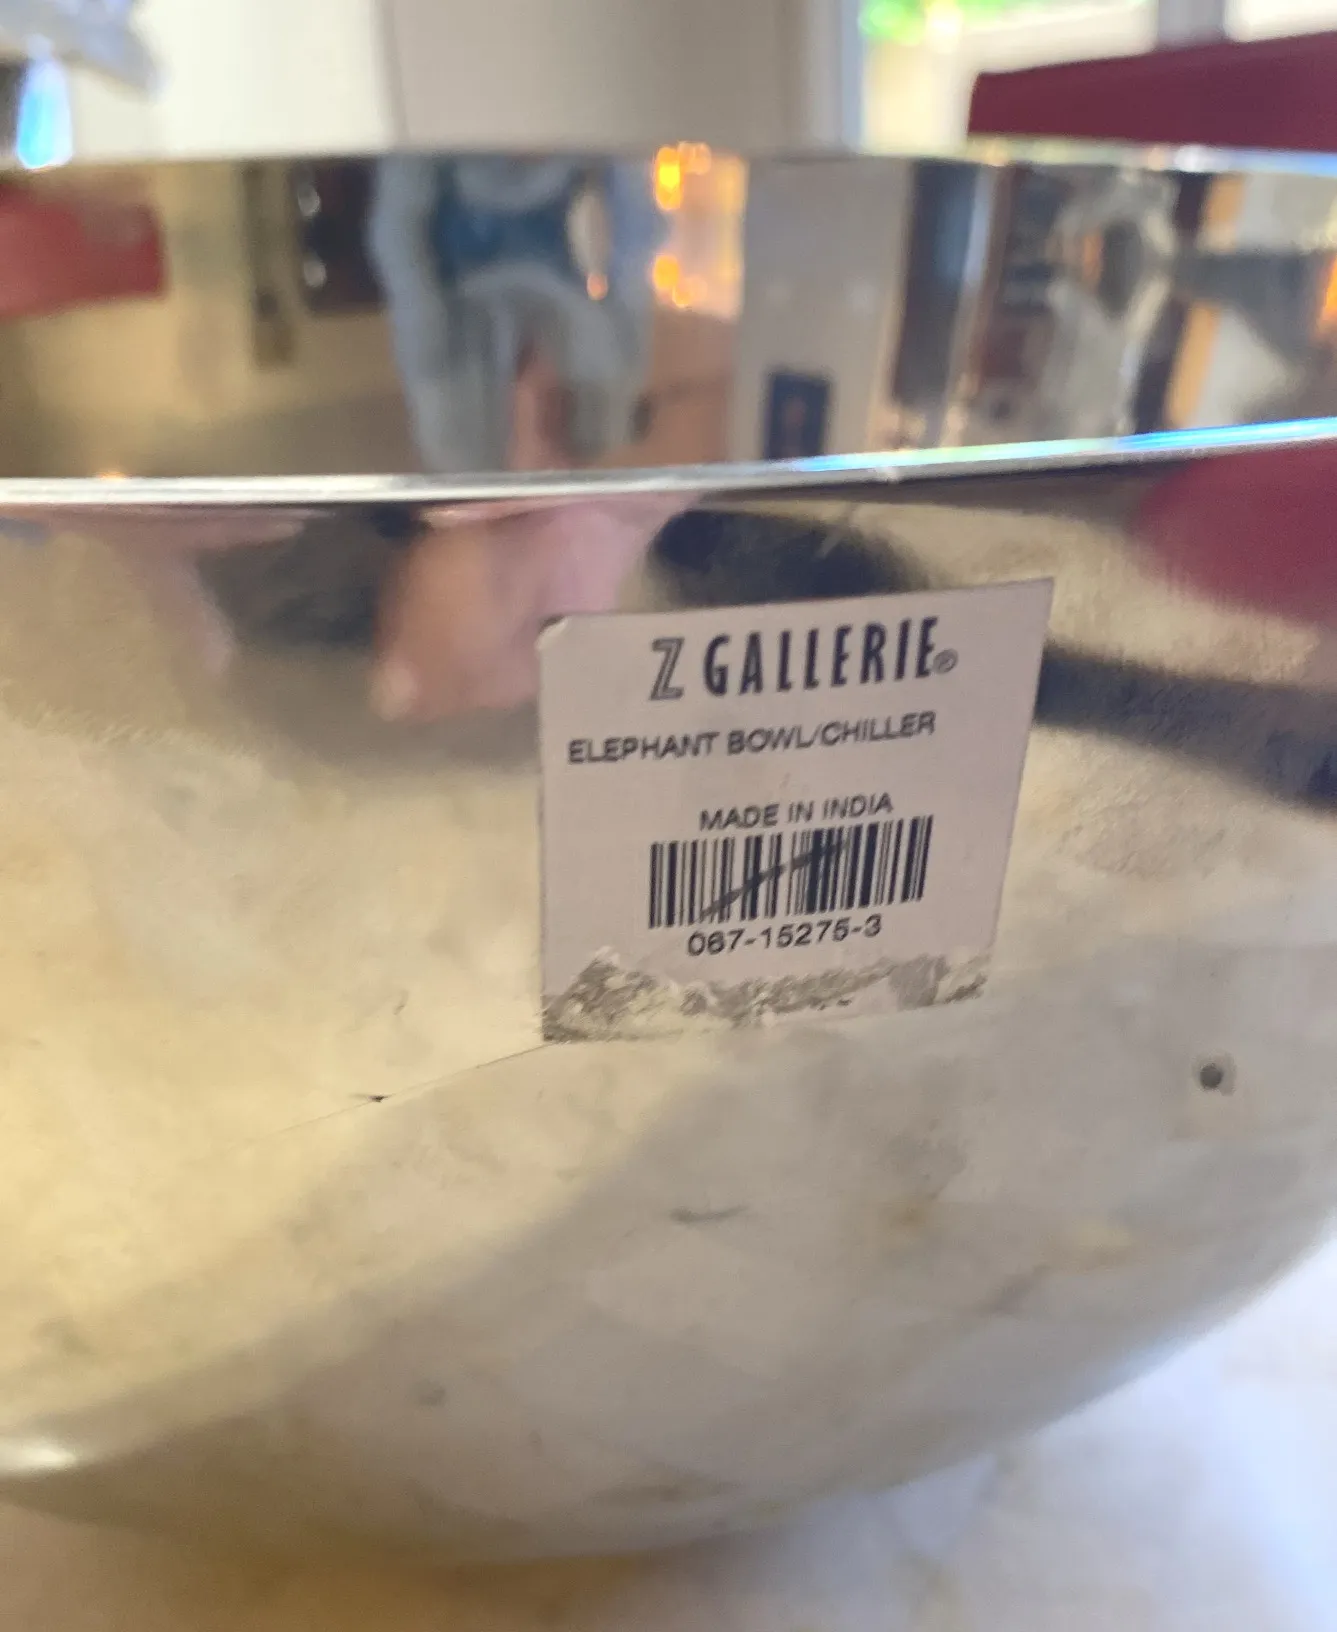 Z GALLERIE®
ELEPHANT BOWL/CHILLER
MADE IN INDIA
067-15275-3